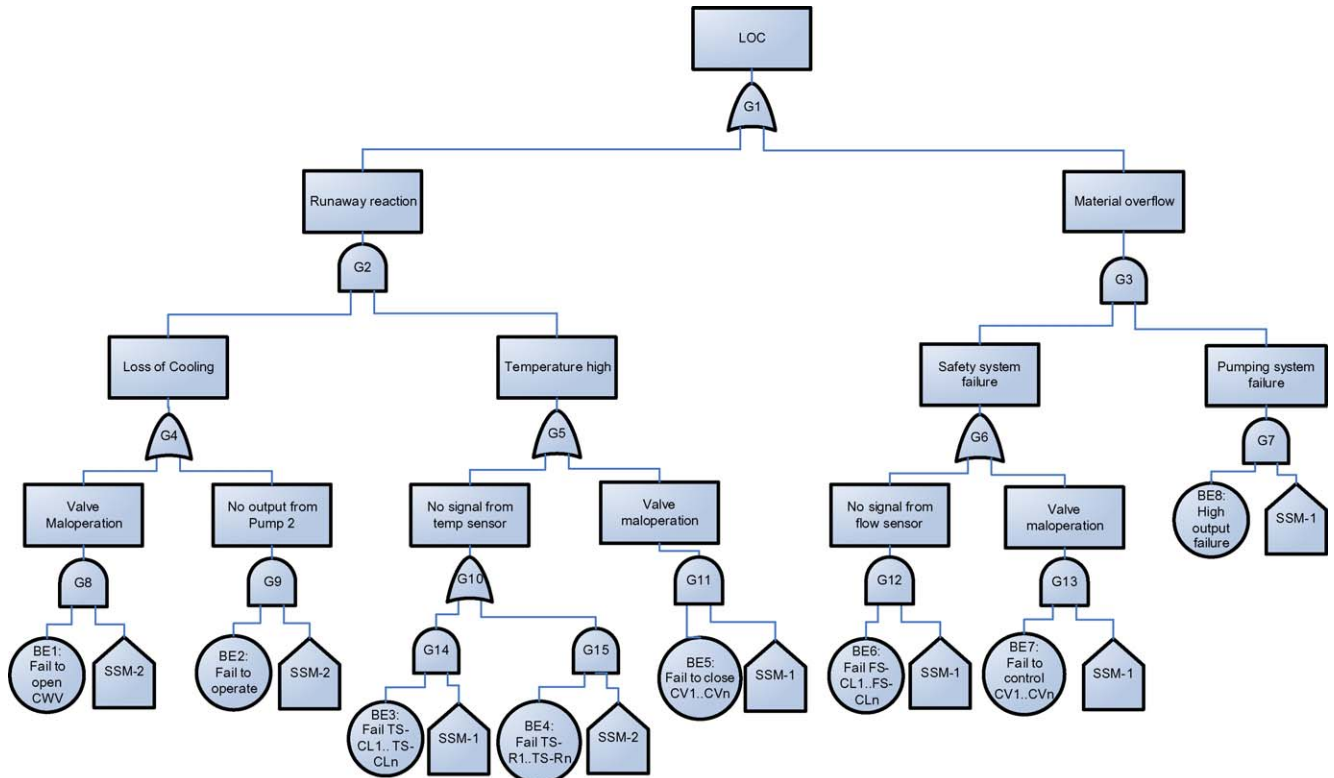 LOC
G1
Runaway reaction
Material overflow
G2
G3
Loss of Cooling
Temperature high
Safety system
failure
Pumping system
failure
G4
G5
G6
G7
Valve
Maloperation
No output from
Pump 2
No signal from
temp sensor
Valve
maloperation
No signal from
flow sensor
Valve
maloperation
BE8:
High
output
failure
SSM-1
G8
G9
G10
G11
G12
G13
BE1:
Fail to
open
CWV
SSM-2
BE2:
Fail to
operate
SSM-2
G14
G15
BE5:
Fail to close
CV1..CVn
SSM-1
BE6:
Fail FS-
CL1..FS-
CLn
SSM-1
BE7:
Fail to
control
CV1..CVn
SSM-1
BE3:
Fail TS-
CL1.. TS-
CLn
SSM-1
BE4:
Fail TS-
R1..TS-Rn
SSM-2